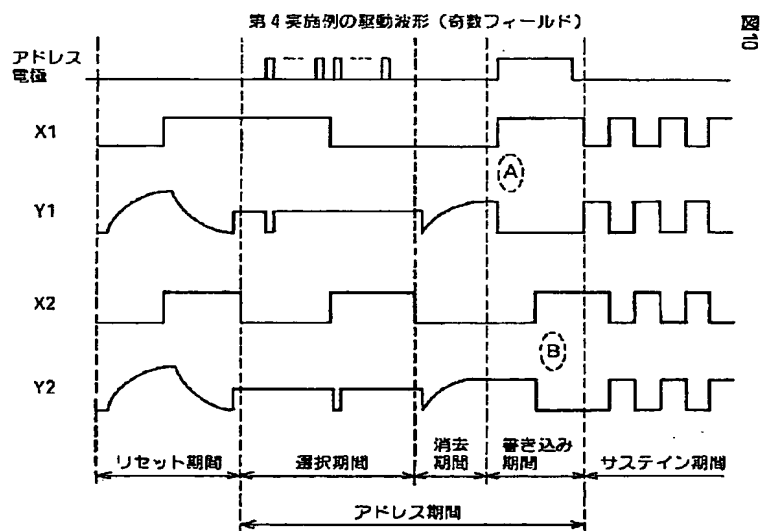 第4実施例の駆動波形（奇数フィールド）
図10
アドレス
電極
X1
A
Y1
X2
B
Y2
リセット期間
選択期間
消去
期間
書き込み
期間
サステイン期間
アドレス期間